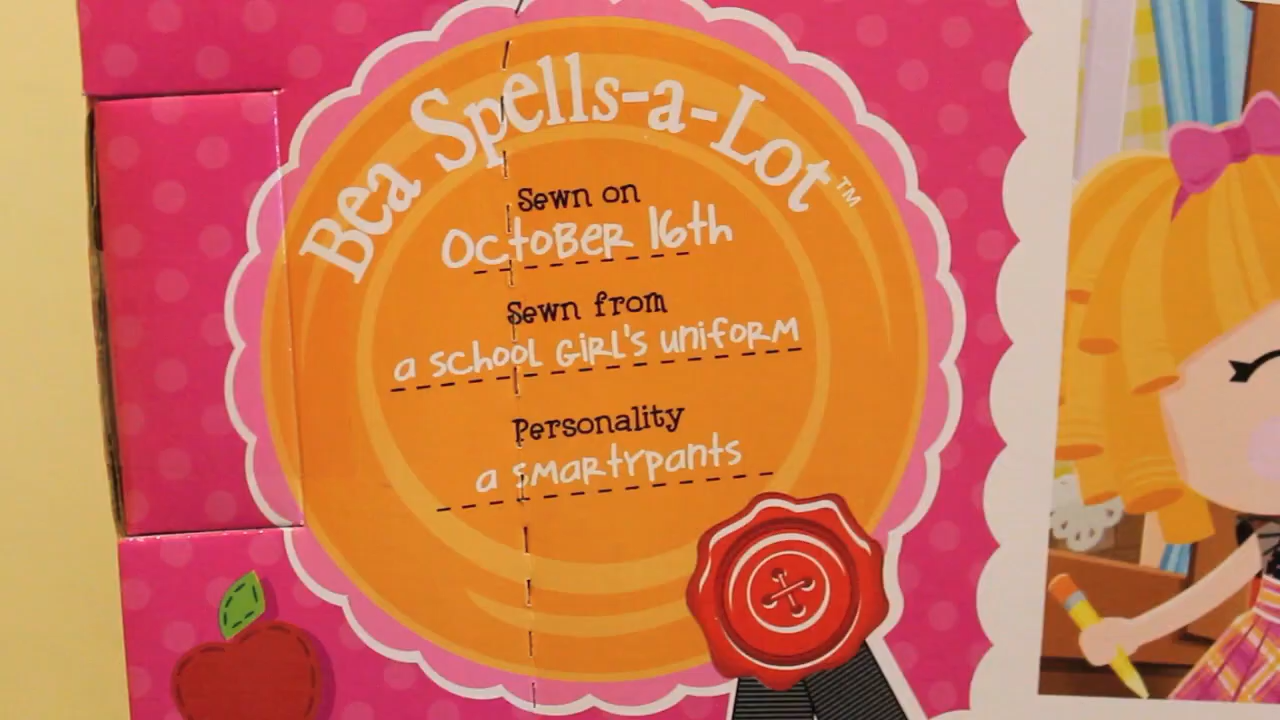 Bea Spells-a-Lot™
Sewn on
OctoBER 16th
Sewn from
a school GIRL'S UNIFORM
Personality
a SMARTYPANTS